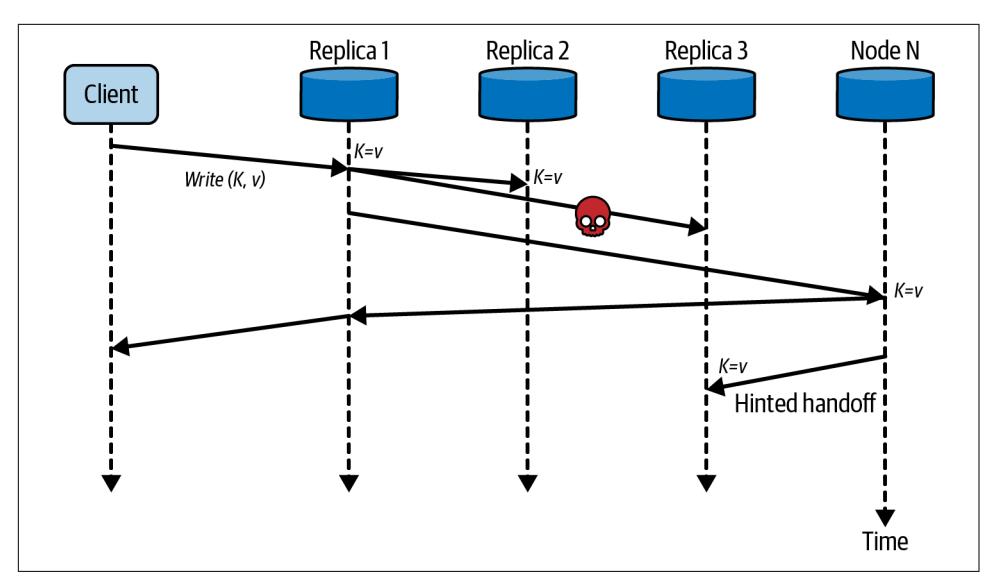 Client
Replica 1
Replica 2
Replica 3
Node N
Write (K, v)
K=v
K=v
K=v
K=v
Hinted handoff
Time